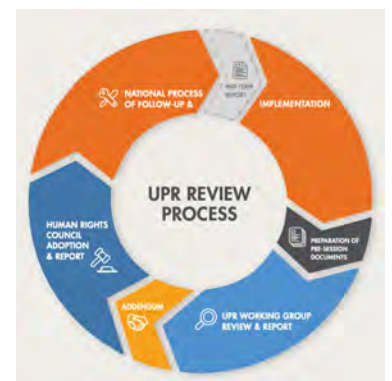 MID-TERM
REPORT
NATIONAL PROCESS
OF FOLLOW-UP &
IMPLEMENTATION
UPR REVIEW
PROCESS
PREPARATION OF
PRE-SESSION
DOCUMENTS
HUMAN RIGHTS
COUNCIL
ADOPTION
& REPORT
ADDENDUM
UPR WORKING GROUP
REVIEW & REPORT